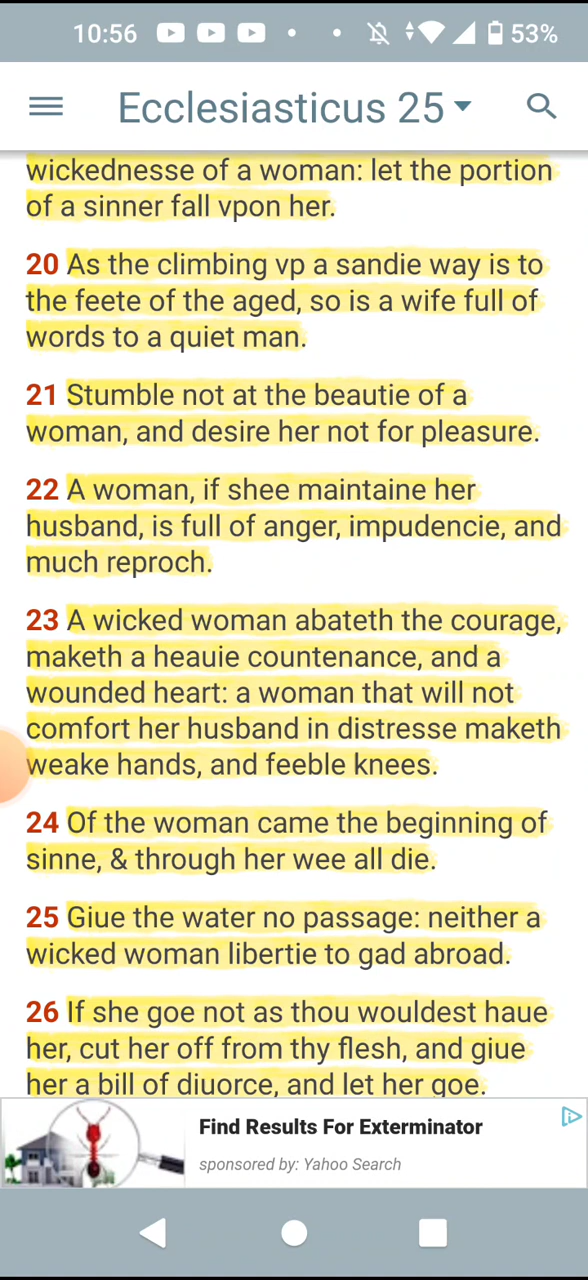 10:56
53%
Ecclesiasticus 25
wickednesse of a woman: let the portion
of a sinner fall vpon her.
20 As the climbing vp a sandie way is to
the feete of the aged, so is a wife full of
words to a quiet man.
21 Stumble not at the beautie of a
woman, and desire her not for pleasure.
22 A woman, if shee maintaine her
husband, is full of anger, impudencie, and
much reproch.
23 A wicked woman abateth the courage,
maketh a heauie countenance, and a
wounded heart: a woman that will not
comfort her husband in distresse maketh
weake hands, and feeble knees.
24 Of the woman came the beginning of
sinne, & through her wee all die.
25 Giue the water no passage: neither a
wicked woman libertie to gad abroad.
26 If she goe not as thou wouldest haue
her, cut her off from thy flesh, and giue
her a bill of diuorce, and let her goe.
Find Results For Exterminator
sponsored by: Yahoo Search